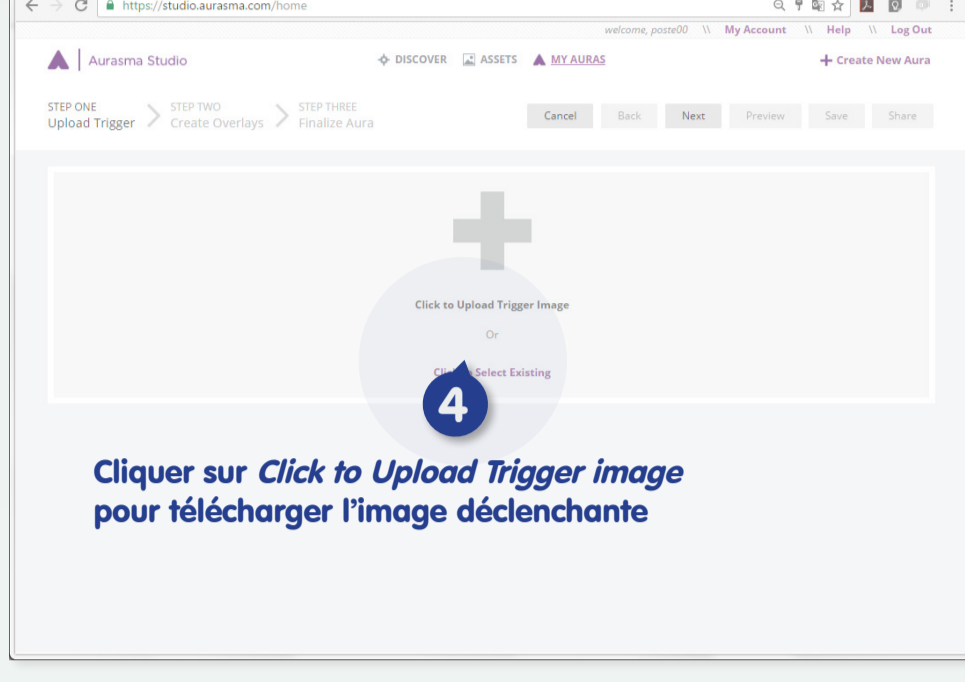 https://studio.aurasma.com/home
welcome, poste00 \\ My Account \\ Help \\ Log Out
Aurasma Studio DISCOVER ASSETS MY AURAS + Create New Aura
STEP ONE STEP TWO STEP THREE
Upload Trigger Create Overlays Finalize Aura Cancel Back Next Preview Save Share
Click to Upload Trigger Image
Or
Select Existing
4
Cliquer sur Click to Upload Trigger image
pour télécharger l’image déclenchante